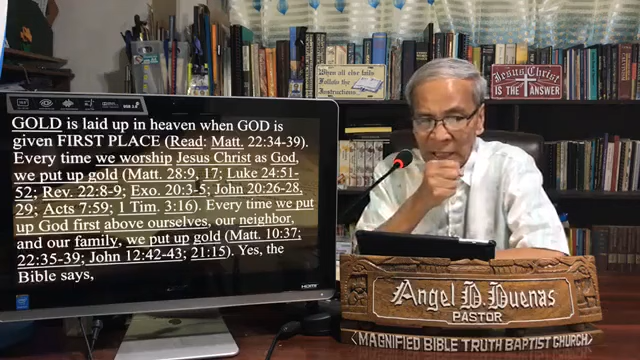 GOLD is laid up in heaven when GOD is
given FIRST PLACE (Read: Matt. 22:34-39).
Every time we worship Jesus Christ as God,
we put up gold (Matt. 28:9, 17; Luke 24:51-
52; Rev. 22:8-9; Exo. 20:3-5; John 20:26-28,
29; Acts 7:59; 1 Tim. 3:16). Every time we put
up God first above ourselves, our neighbor,
and our family, we put up gold (Matt. 10:37;
22:35-39; John 12:42-43; 21:15). Yes, the
Bible says,
HDMI
When all else fails
Follow the
Instructions
Jesus Christ
IS THE ANSWER
Angel D. Duenas
PASTOR
MAGNIFIED BIBLE TRUTH BAPTIST CHURCH